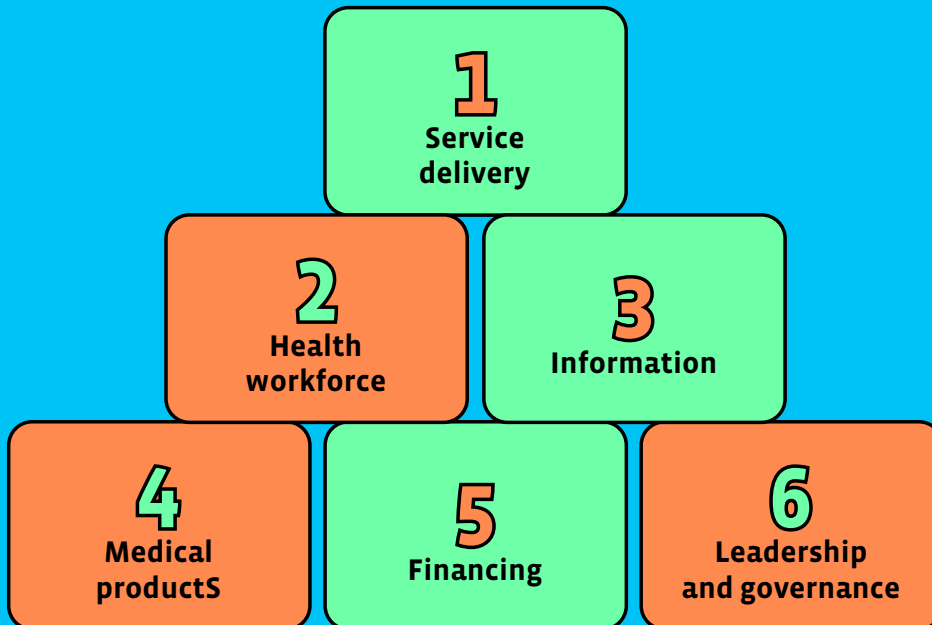 1
Service
delivery
2
Health
workforce
3
Information
4
Medical
productS
5
Financing
6
Leadership
and governance